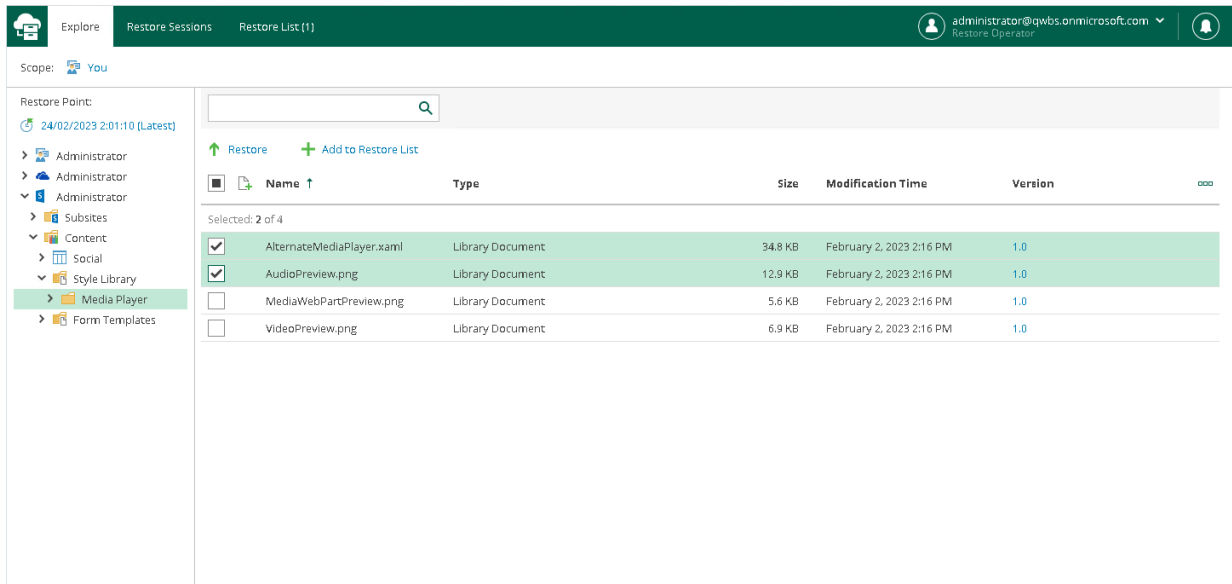 Explore Restore Sessions Restore List (1) administrator@qwbs.onmicrosoft.com
Restore Operator
Scope: You
Restore Point:
24/02/2023 2:01:10 (Latest)
Administrator
Administrator
Administrator
Subsites
Content
Social
Style Library
Media Player
Form Templates
Restore Add to Restore List
Name Type Size Modification Time Version
Selected: 2 of 4
AlternateMediaPlayer.xaml Library Document 34.8 KB February 2, 2023 2:16 PM 1.0
AudioPreview.png Library Document 12.9 KB February 2, 2023 2:16 PM 1.0
MediaWebPartPreview.png Library Document 5.6 KB February 2, 2023 2:16 PM 1.0
VideoPreview.png Library Document 6.9 KB February 2, 2023 2:16 PM 1.0